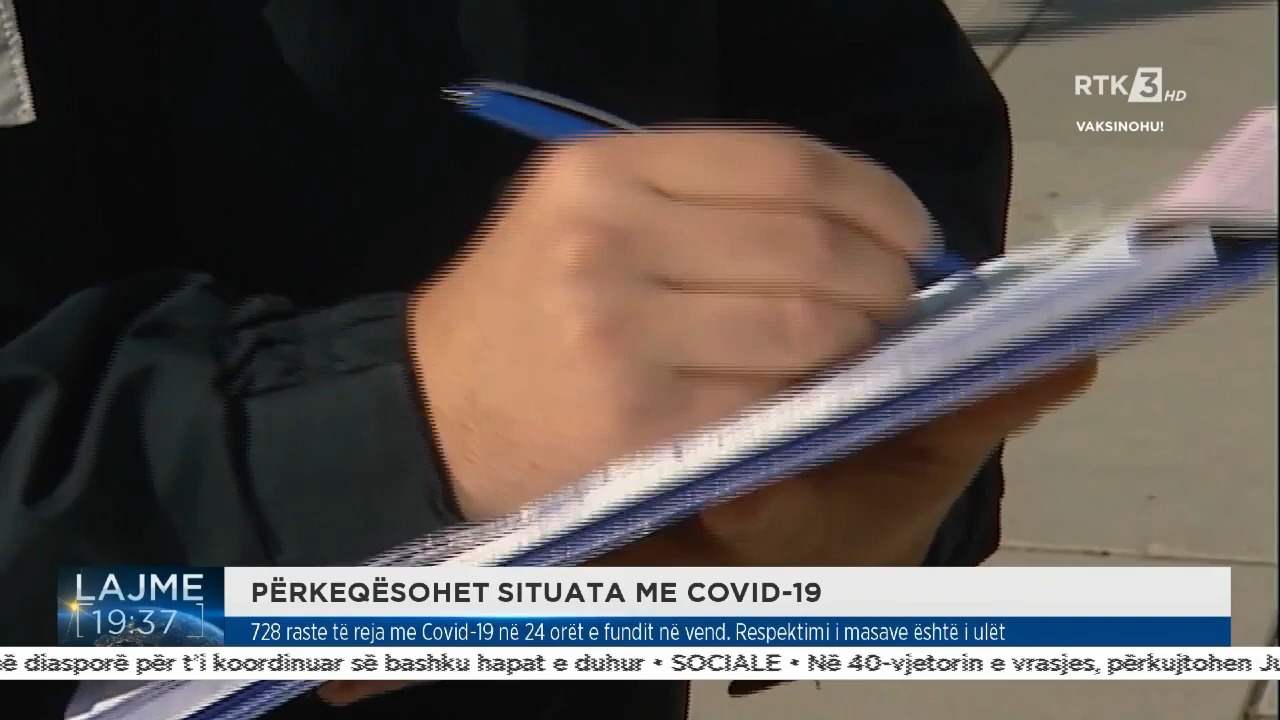 RTK 3 HD
VAKSINOHU!
LAJME
19:37
PËRKEQËSOHET SITUATA ME COVID-19
728 raste të reja me Covid-19 në 24 orët e fundit në vend. Respektimi i masave është i ulët
diasporë për t'i koordinuar së bashku hapat e duhur • SOCIALE • Në 40-vjetorin e vrasjes, përkujtohen